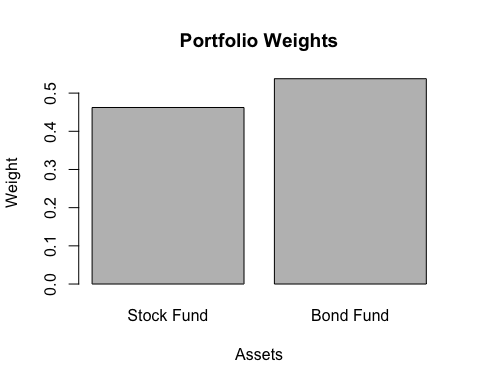 Portfolio Weights
Weight
0.5
0.4
0.3
0.2
0.1
0.0
Stock Fund
Bond Fund
Assets